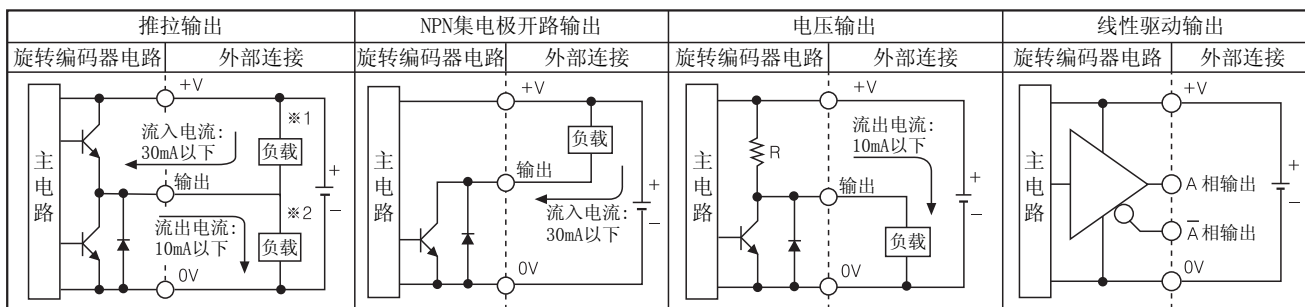 推拉输出
旋转编码器电路
外部连接
主电路
+V
※1
流入电流:
30mA以下
负载
+
−
输出
※2
流出电流:
10mA以下
负载
0V
NPN集电极开路输出
旋转编码器电路
外部连接
主电路
+V
负载
输出
+
−
流入电流:
30mA以下
0V
电压输出
旋转编码器电路
外部连接
主电路
+V
流出电流:
10mA以下
R
+
−
输出
负载
0V
线性驱动输出
旋转编码器电路
外部连接
主电路
+V
+
−
A 相输出
A̅ 相输出
0V